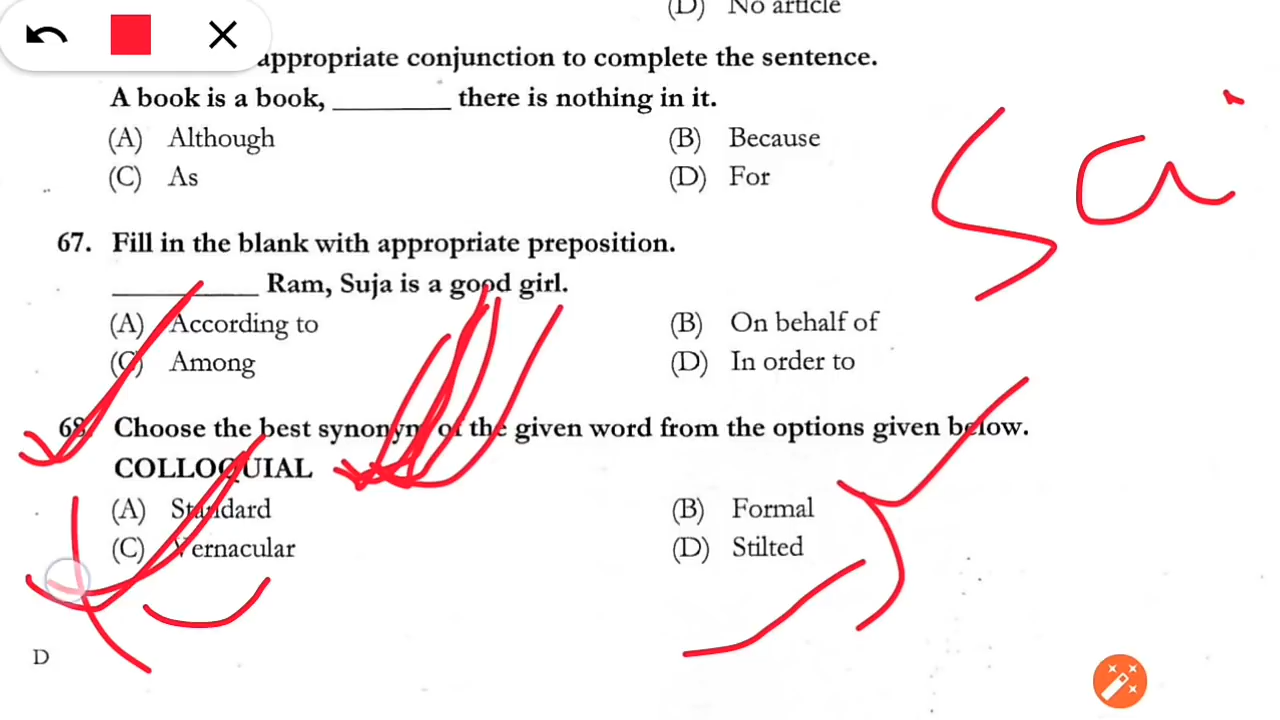 (D) No article
appropriate conjunction to complete the sentence.
A book is a book, ________ there is nothing in it.
(A) Although (B) Because
(C) As (D) For
67. Fill in the blank with appropriate preposition.
__________ Ram, Suja is a good girl.
(A) According to (B) On behalf of
(C) Among (D) In order to
68. Choose the best synonym of the given word from the options given below.
COLLOQUIAL
(A) Standard (B) Formal
(C) Vernacular (D) Stilted
D